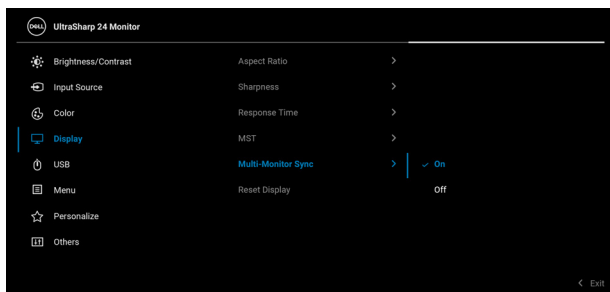 DELL UltraSharp 24 Monitor
Brightness/Contrast Aspect Ratio >
Input Source Sharpness >
Color Response Time >
Display MST >
USB Multi-Monitor Sync > ✓ On
Menu Reset Display Off
Personalize
Others
< Exit